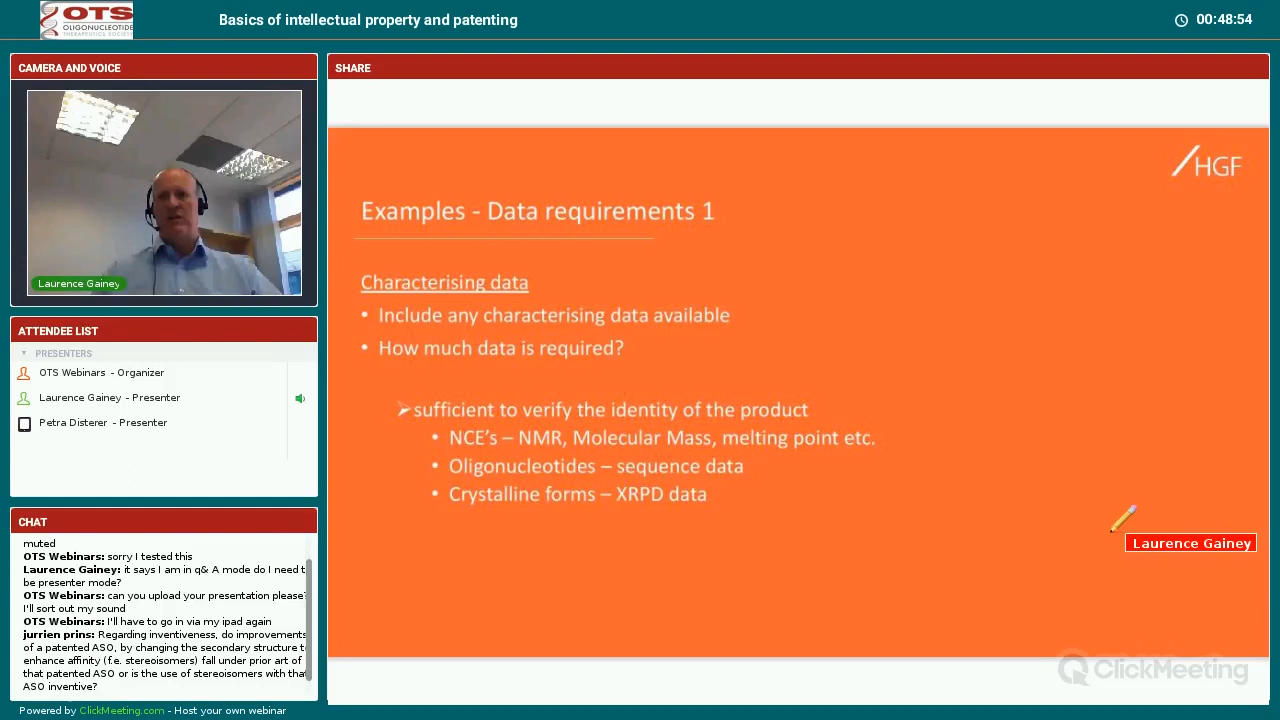 OTS
OLIGONUCLEOTIDE
THERAPEUTICS SOCIETY
Basics of intellectual property and patenting
00:48:54
CAMERA AND VOICE
Laurence Gainey
ATTENDEE LIST
PRESENTERS
OTS Webinars - Organizer
Laurence Gainey - Presenter
Petra Disterer - Presenter
CHAT
muted
OTS Webinars: sorry I tested this
Laurence Gainey: it says I am in q& A mode do I need t
be presenter mode?
OTS Webinars: can you upload your presentation please?
I'll sort out my sound
OTS Webinars: I'll have to go in via my ipad again
jurrien prins: Regarding inventiveness, do improvements
of a patented ASO, by changing the secondary structure t
enhance affinity (f.e. stereoisomers) fall under prior art of
that patented ASO or is the use of stereoisomers with that
ASO inventive?
Powered by ClickMeeting.com - Host your own webinar
SHARE
HGF
Examples - Data requirements 1
Characterising data
• Include any characterising data available
• How much data is required?
➢sufficient to verify the identity of the product
• NCE's – NMR, Molecular Mass, melting point etc.
• Oligonucleotides – sequence data
• Crystalline forms – XRPD data
Laurence Gainey
ClickMeeting